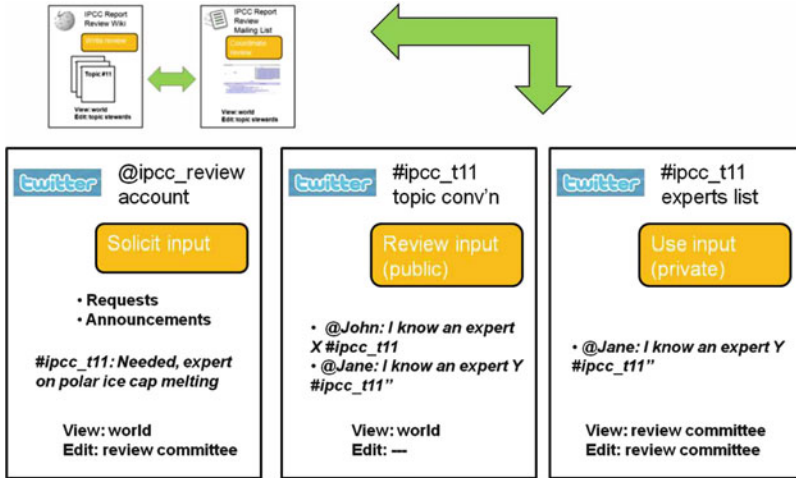 IPCC Report
Review Wiki
Write review
Topic #11
View: world
Edit: topic stewards
IPCC Report
Review
Mailing List
Coordinate
review
View: world
Edit: topic stewards
twitter
@ipcc_review
account
Solicit input
• Requests
• Announcements
#ipcc_t11: Needed, expert
on polar ice cap melting
View: world
Edit: review committee
twitter
#ipcc_t11
topic conv'n
Review input
(public)
• @John: I know an expert
X #ipcc_t11
• @Jane: I know an expert Y
#ipcc_t11”
View: world
Edit: ---
twitter
#ipcc_t11
experts list
Use input
(private)
• @Jane: I know an expert Y
#ipcc_t11”
View: review committee
Edit: review committee